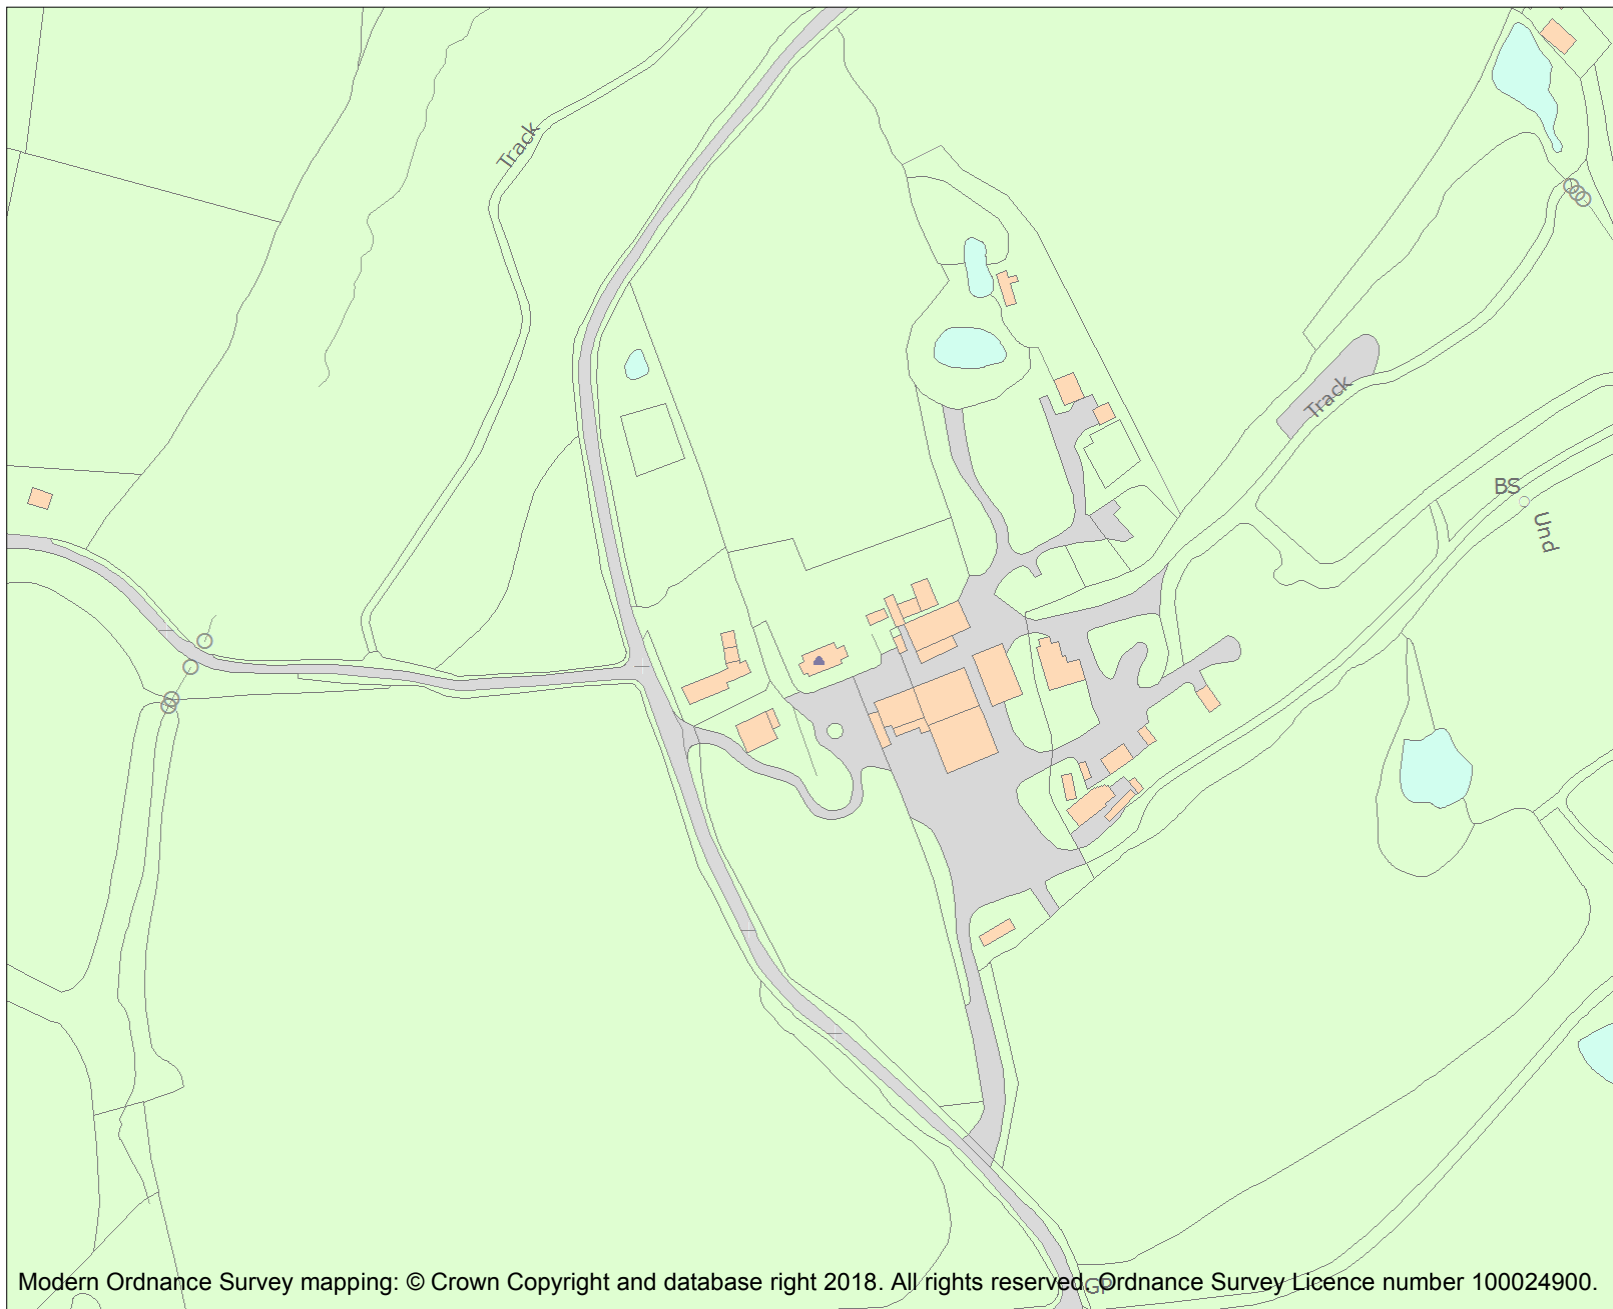 Track
Track
BS
Und
GP
Modern Ordnance Survey mapping: © Crown Copyright and database right 2018. All rights reserved. Ordnance Survey Licence number 100024900.